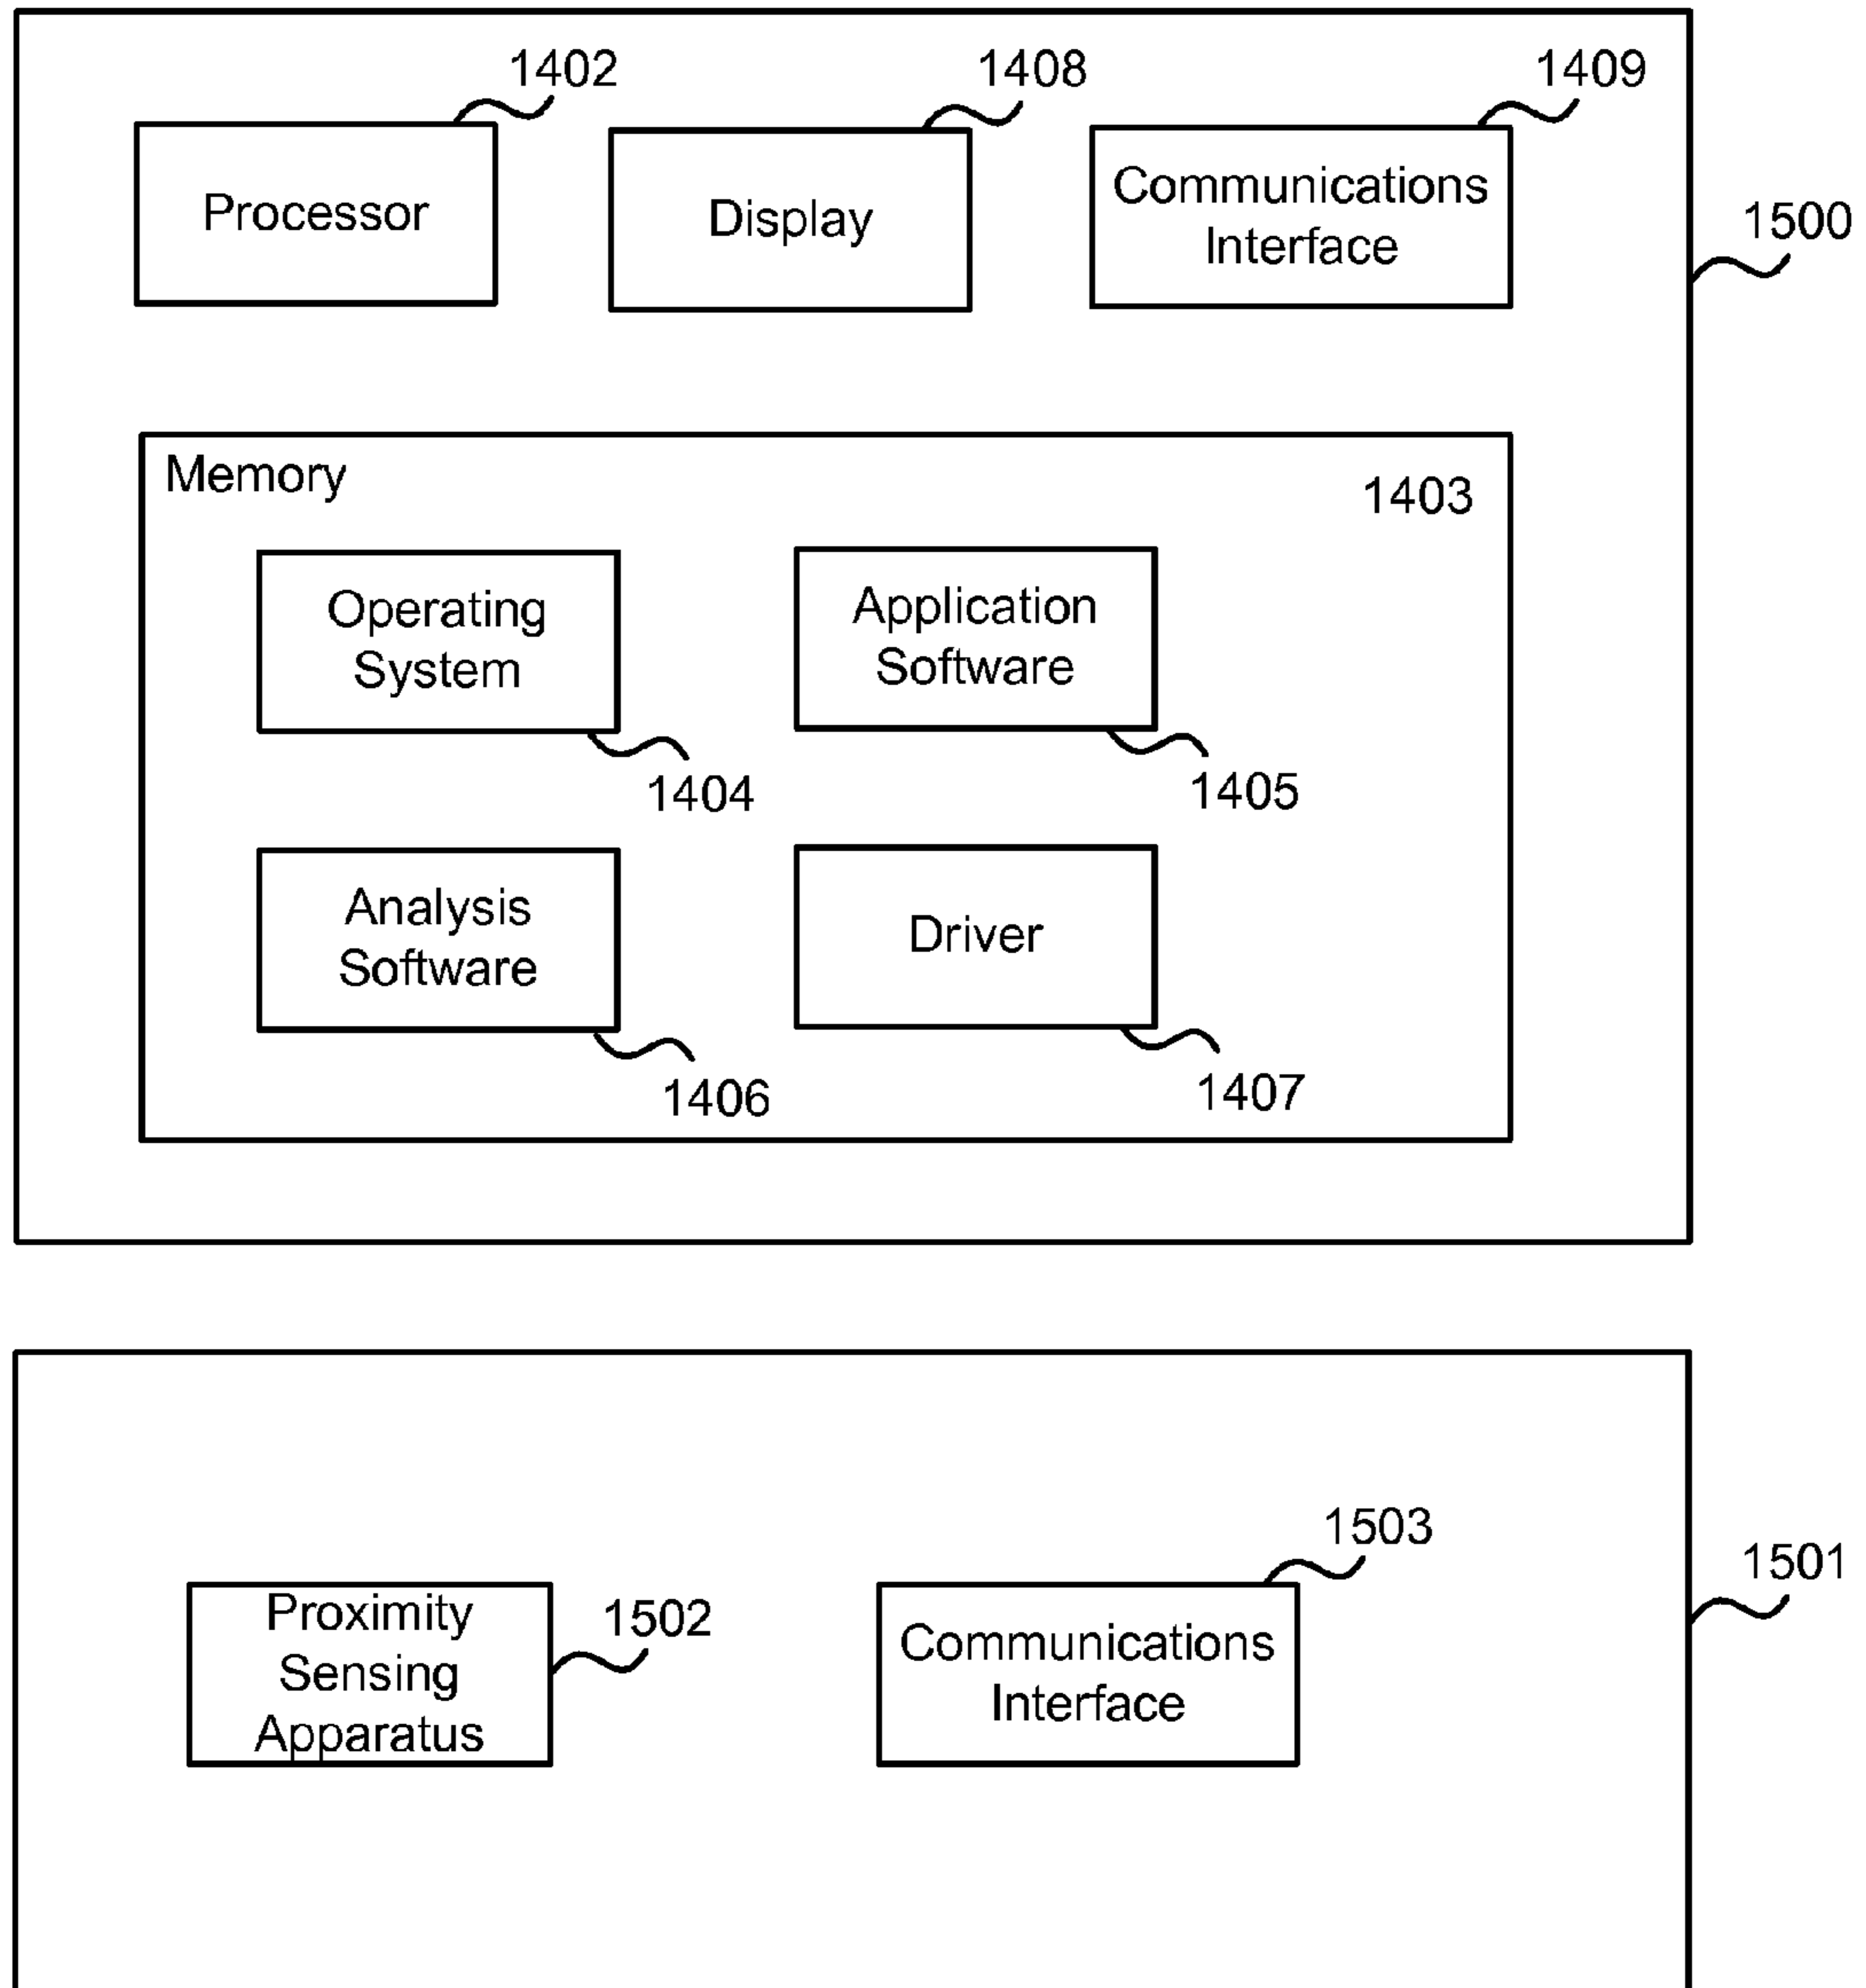 1402
1408
1409
Processor
Display
Communications
Interface
1500
Memory
1403
Operating
System
Application
Software
1404
1405
Analysis
Software
Driver
1406
1407
1503
1501
Proximity
Sensing
Apparatus
1502
Communications
Interface